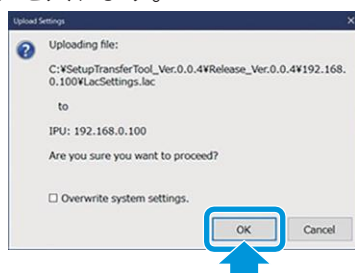 Upload Settings
Uploading file:
C:¥SetupTransferTool_Ver.0.0.4¥Release_Ver.0.0.4¥192.168.
0.100¥LacSettings.lac
to
IPU: 192.168.0.100
Are you sure you want to proceed?
Overwrite system settings.
OK
Cancel